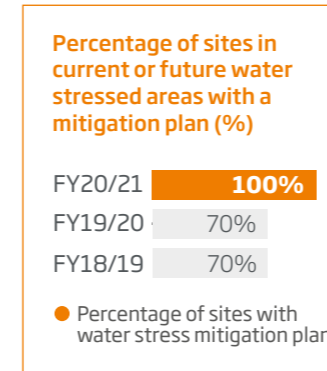 Percentage of sites in
current or future water
stressed areas with a
mitigation plan (%)
FY20/21 100%
FY19/20 70%
FY18/19 70%
Percentage of sites with
water stress mitigation plan